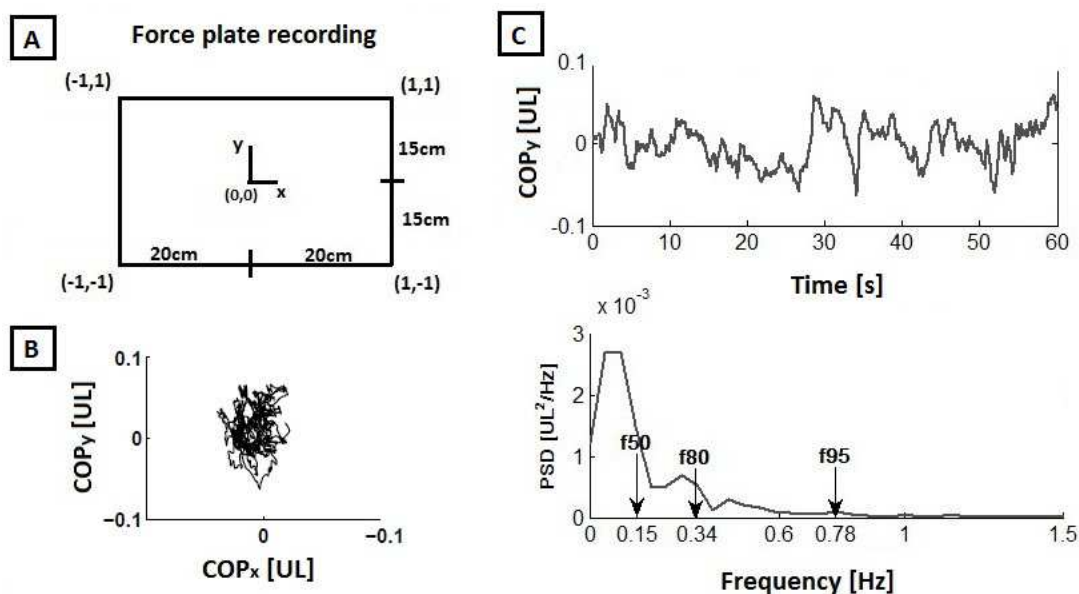 A
Force plate recording
(-1,1)
(1,1)
y
(0,0)
x
15cm
15cm
20cm
20cm
(-1,-1)
(1,-1)
B
0.1
0
−0.1
COPy [UL]
0
−0.1
COPx [UL]
C
0.1
0
-0.1
COPy [UL]
0
10
20
30
40
50
60
Time [s]
x 10⁻³
3
2
1
0
PSD [UL²/Hz]
f50
f80
f95
0
0.15
0.34
0.6
0.78
1
1.5
Frequency [Hz]